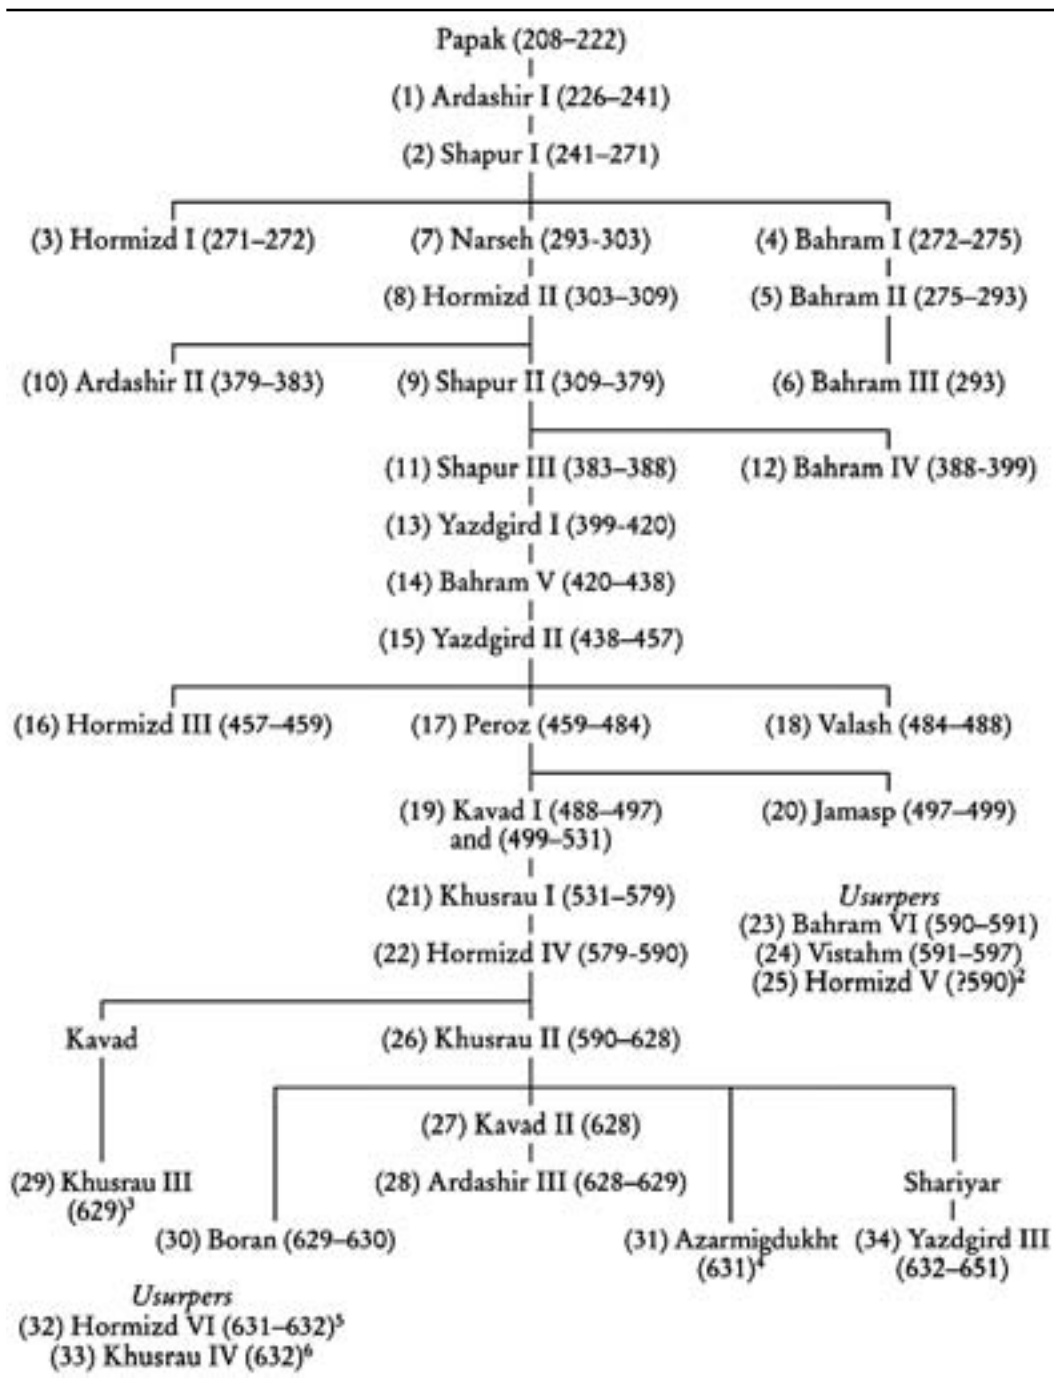 Papak (208–222)
(1) Ardashir I (226–241)
(2) Shapur I (241–271)
(3) Hormizd I (271–272) (7) Narseh (293-303) (4) Bahram I (272–275)
(8) Hormizd II (303–309) (5) Bahram II (275–293)
(10) Ardashir II (379–383) (9) Shapur II (309–379) (6) Bahram III (293)
(11) Shapur III (383–388) (12) Bahram IV (388-399)
(13) Yazdgird I (399-420)
(14) Bahram V (420–438)
(15) Yazdgird II (438–457)
(16) Hormizd III (457–459) (17) Peroz (459–484) (18) Valash (484–488)
(19) Kavad I (488–497) (20) Jamasp (497–499)
and (499–531)
(21) Khusrau I (531–579) Usurpers
(23) Bahram VI (590–591)
(22) Hormizd IV (579-590) (24) Vistahm (591–597)
(25) Hormizd V (?590)²
Kavad (26) Khusrau II (590–628)
(27) Kavad II (628)
(29) Khusrau III (28) Ardashir III (628–629) Shariyar
(629)³
(30) Boran (629–630) (31) Azarmigdukht (34) Yazdgird III
(631)⁴ (632–651)
Usurpers
(32) Hormizd VI (631–632)⁵
(33) Khusrau IV (632)⁶